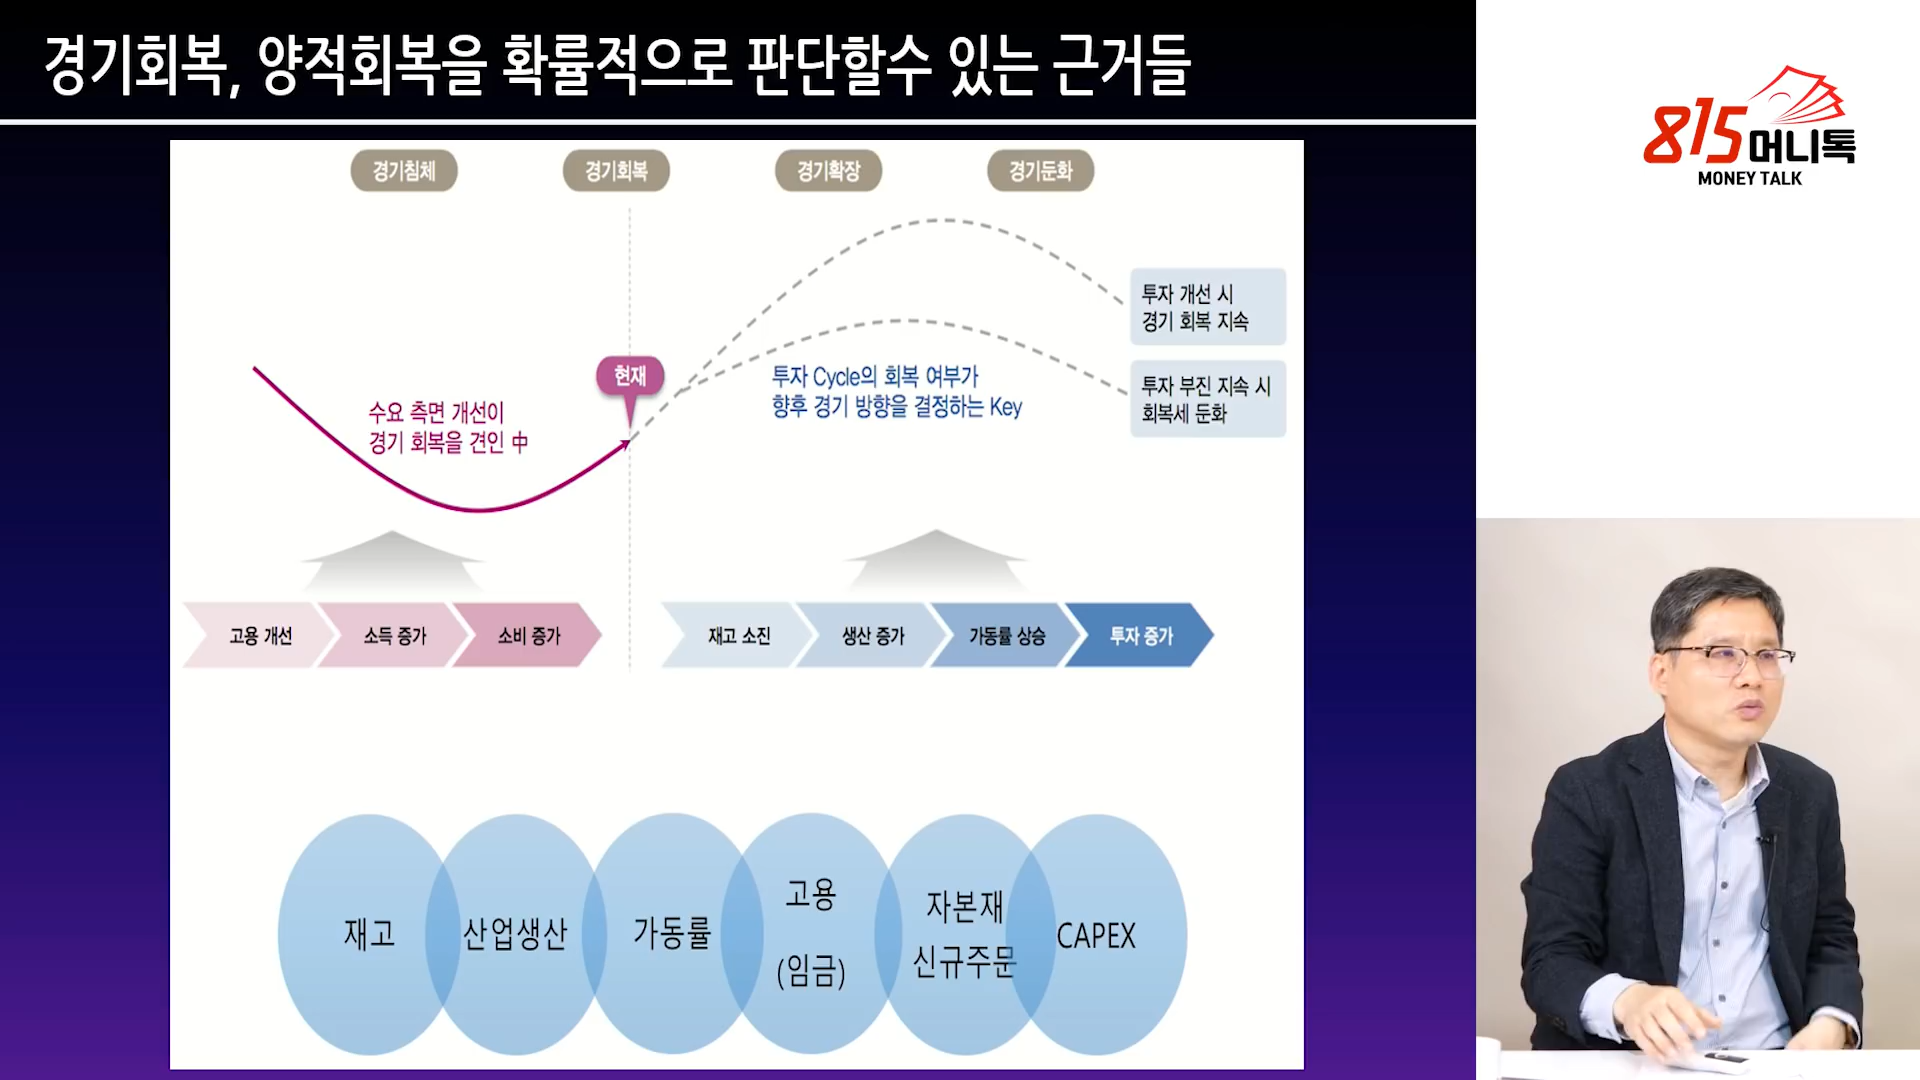 경기회복, 양적회복을 확률적으로 판단할수 있는 근거들
815머니톡
MONEY TALK
경기침체
경기회복
경기확장
경기둔화
투자 개선 시
경기 회복 지속
현재
투자 Cycle의 회복 여부가
향후 경기 방향을 결정하는 Key
투자 부진 지속 시
회복세 둔화
수요 측면 개선이
경기 회복을 견인 中
고용 개선
소득 증가
소비 증가
재고 소진
생산 증가
가동률 상승
투자 증가
재고
산업생산
가동률
고용
(임금)
자본재
신규주문
CAPEX